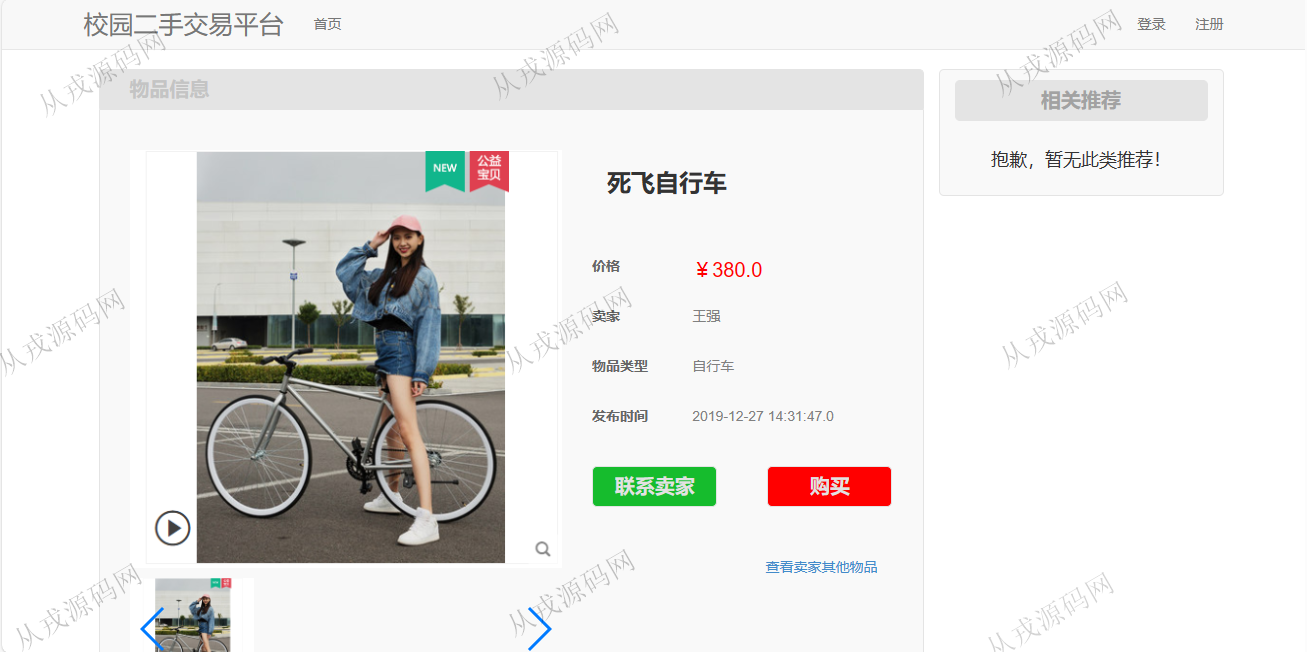 校园二手交易平台
首页
登录
注册
物品信息
NEW
公益
宝贝
死飞自行车
价格
¥ 380.0
卖家
王强
物品类型
自行车
发布时间
2019-12-27 14:31:47.0
联系卖家
购买
查看卖家其他物品
相关推荐
抱歉，暂无此类推荐！
从戎源码网
从戎源码网
从戎源码网
从戎源码网
从戎源码网
从戎源码网
从戎源码网
从戎源码网
从戎源码网